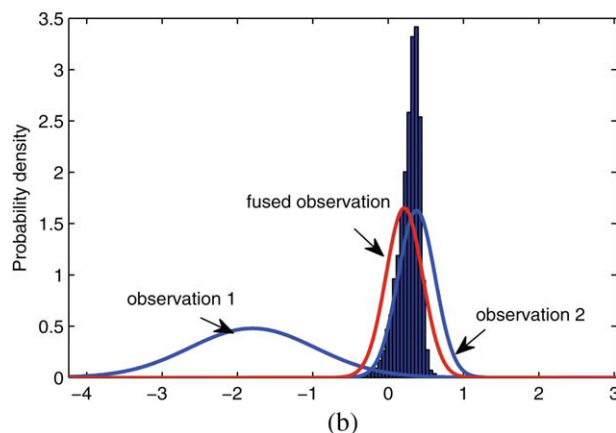 3.5
3
2.5
2
1.5
1
0.5
0
Probability density
fused observation
observation 1
observation 2
−4 −3 −2 −1 0 1 2 3
(b)